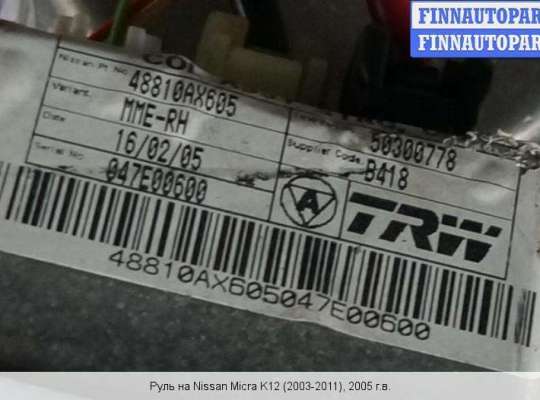 FINNAUTOPAR
FINNAUTOPAR
COL
Nissan Pt. No.
48810AX605
Variant.
MME-RH
50300778
Date
16/02/05
Supplier Code.
B418
Serial No
047E00600
A
TRW
48810AX605047E00600
Руль на Nissan Micra K12 (2003-2011), 2005 г.в.